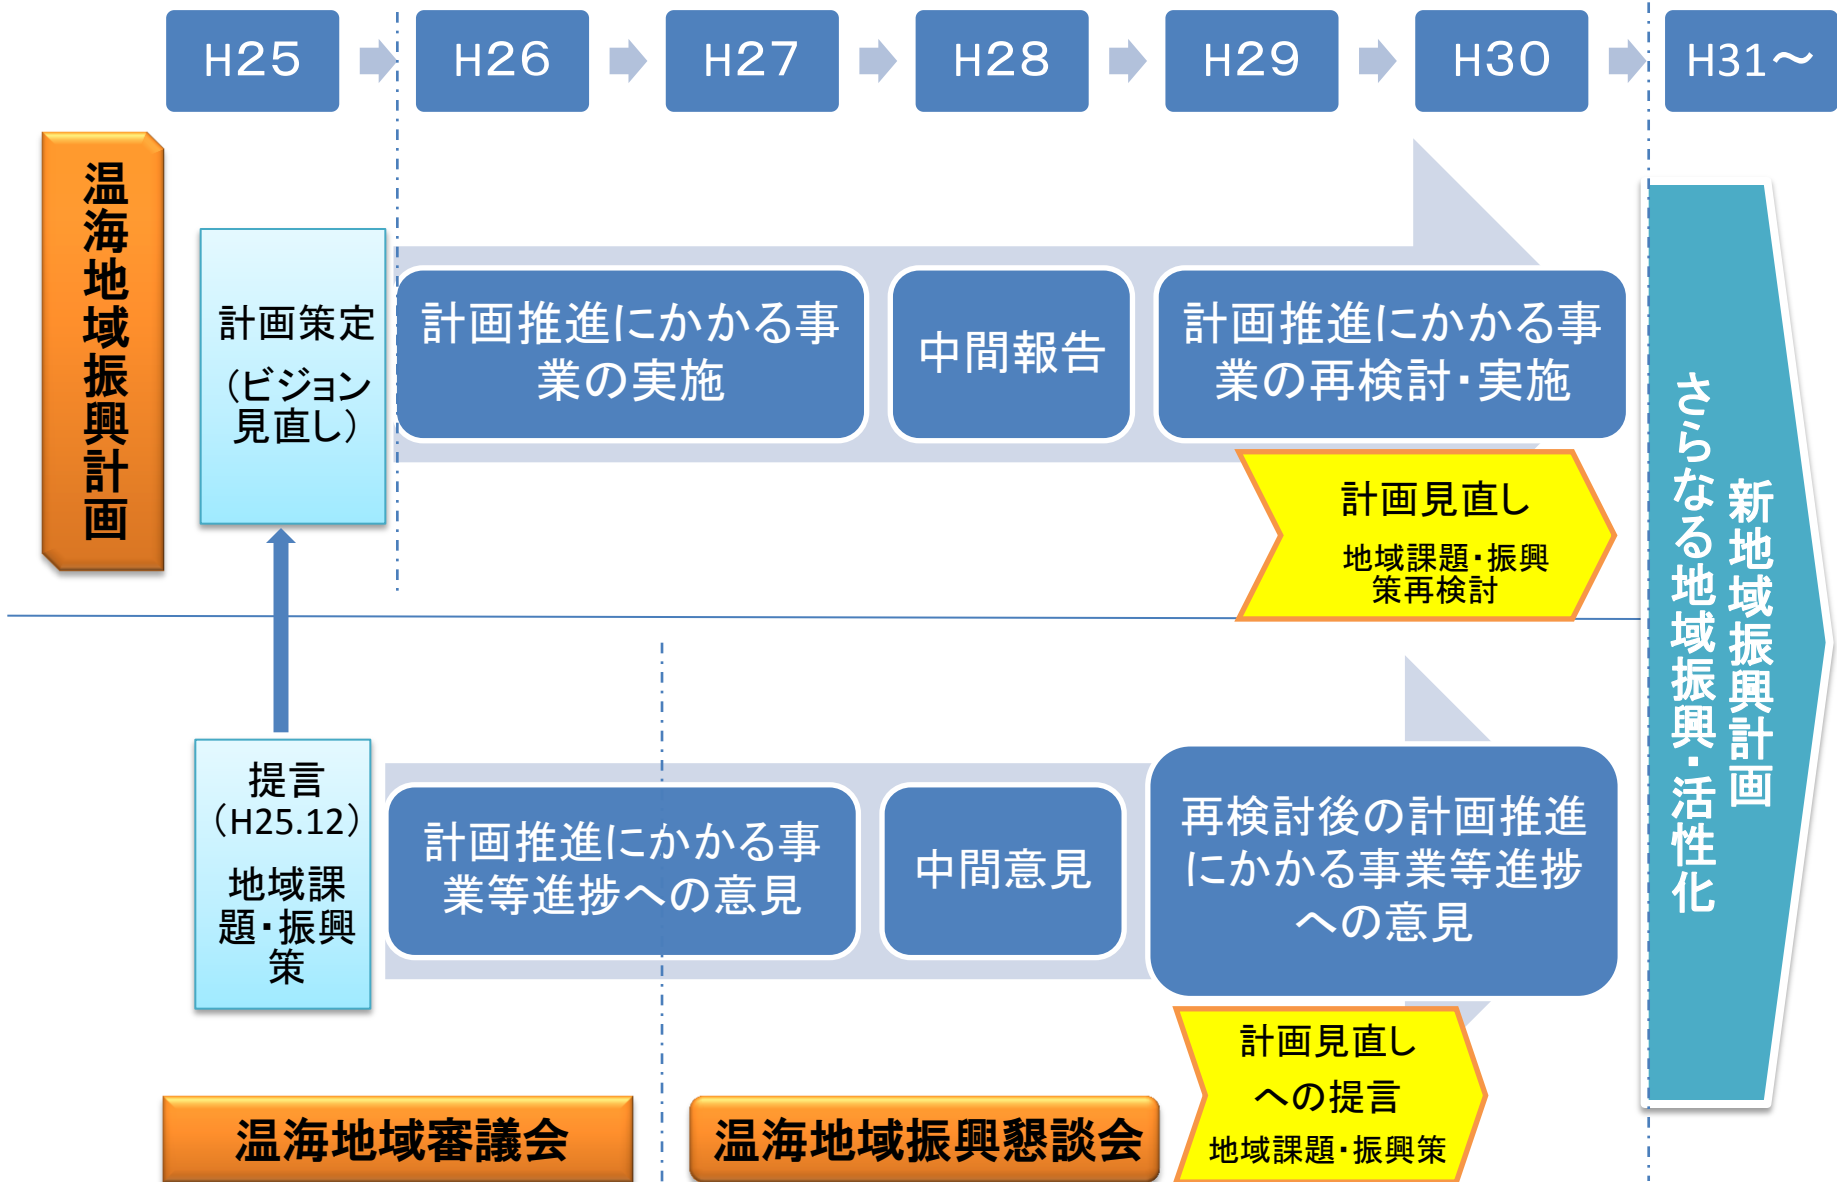 H25
H26
H27
H28
H29
H30
H31～
温海地域振興計画
計画策定
（ビジョン
見直し）
計画推進にかかる事
業の実施
中間報告
計画推進にかかる事
業の再検討・実施
計画見直し
地域課題・振興
策再検討
新地域振興計画
さらなる地域振興・活性化
提言
（H25.12）
地域課
題・振興
策
計画推進にかかる事
業等進捗への意見
中間意見
再検討後の計画推進
にかかる事業等進捗
への意見
計画見直し
への提言
地域課題・振興策
温海地域審議会
温海地域振興懇談会